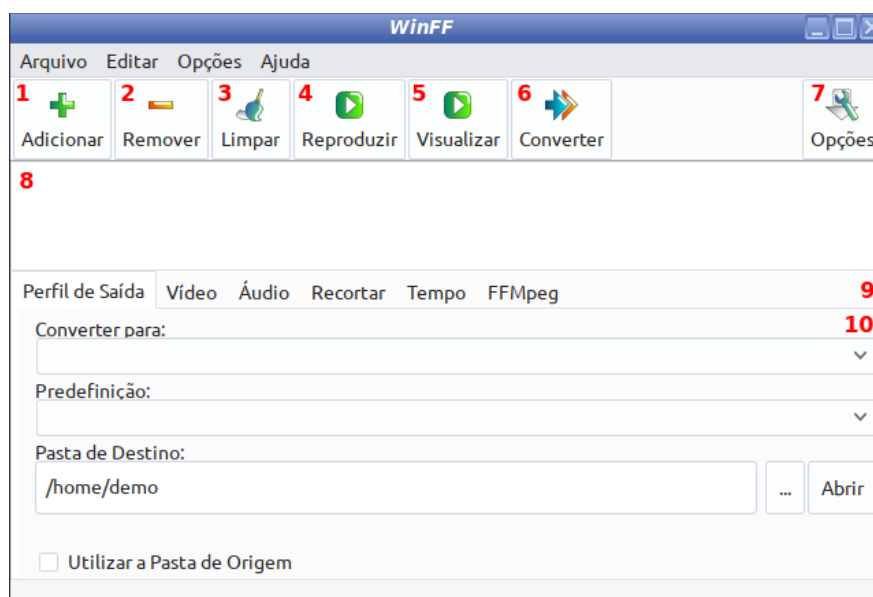 WinFF
Arquivo Editar Opções Ajuda
1 2 3 4 5 6 7
Adicionar Remover Limpar Reproduzir Visualizar Converter Opções
8
Perfil de Saída Vídeo Áudio Recortar Tempo FFMpeg 9
Converter para: 10
Predefinição:
Pasta de Destino:
/home/demo ... Abrir
Utilizar a Pasta de Origem